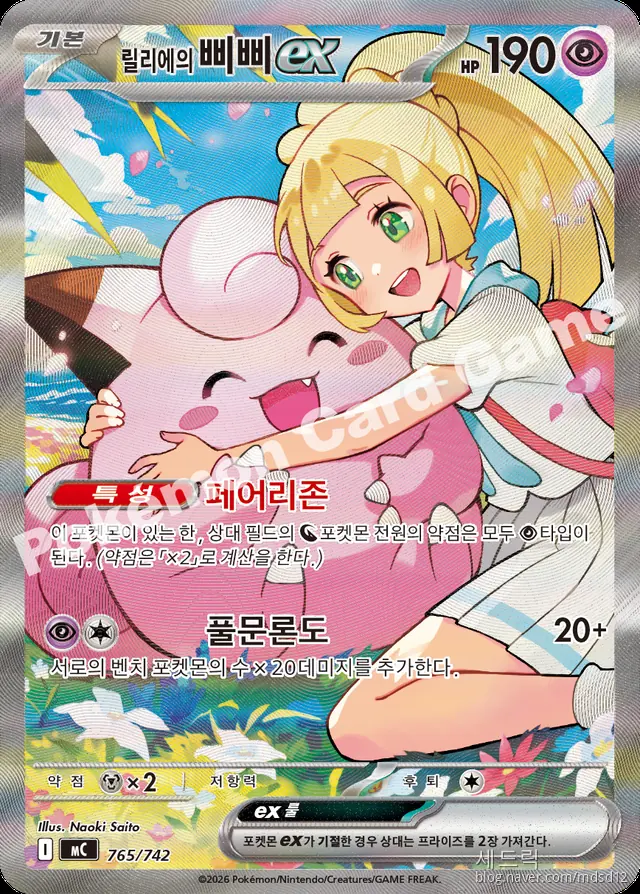 기본
릴리에의 삐삐 ex
HP 190
특성 페어리존
이 포켓몬이 있는 한, 상대 필드의 포켓몬 전원의 약점은 모두 타입이
된다. (약점은 「×2」로 계산을 한다.)
풀문론도 20+
서로의 벤치 포켓몬의 수 × 20데미지를 추가한다.
약점 ×2 저항력 후퇴
ex 룰
포켓몬 ex가 기절한 경우 상대는 프라이즈를 2장 가져간다.
Illus. Naoki Saito
I mC 765/742
©2026 Pokémon/Nintendo/Creatures/GAME FREAK.
Pokémon Card Game
세드릭
blog.naver.com/mdsd12